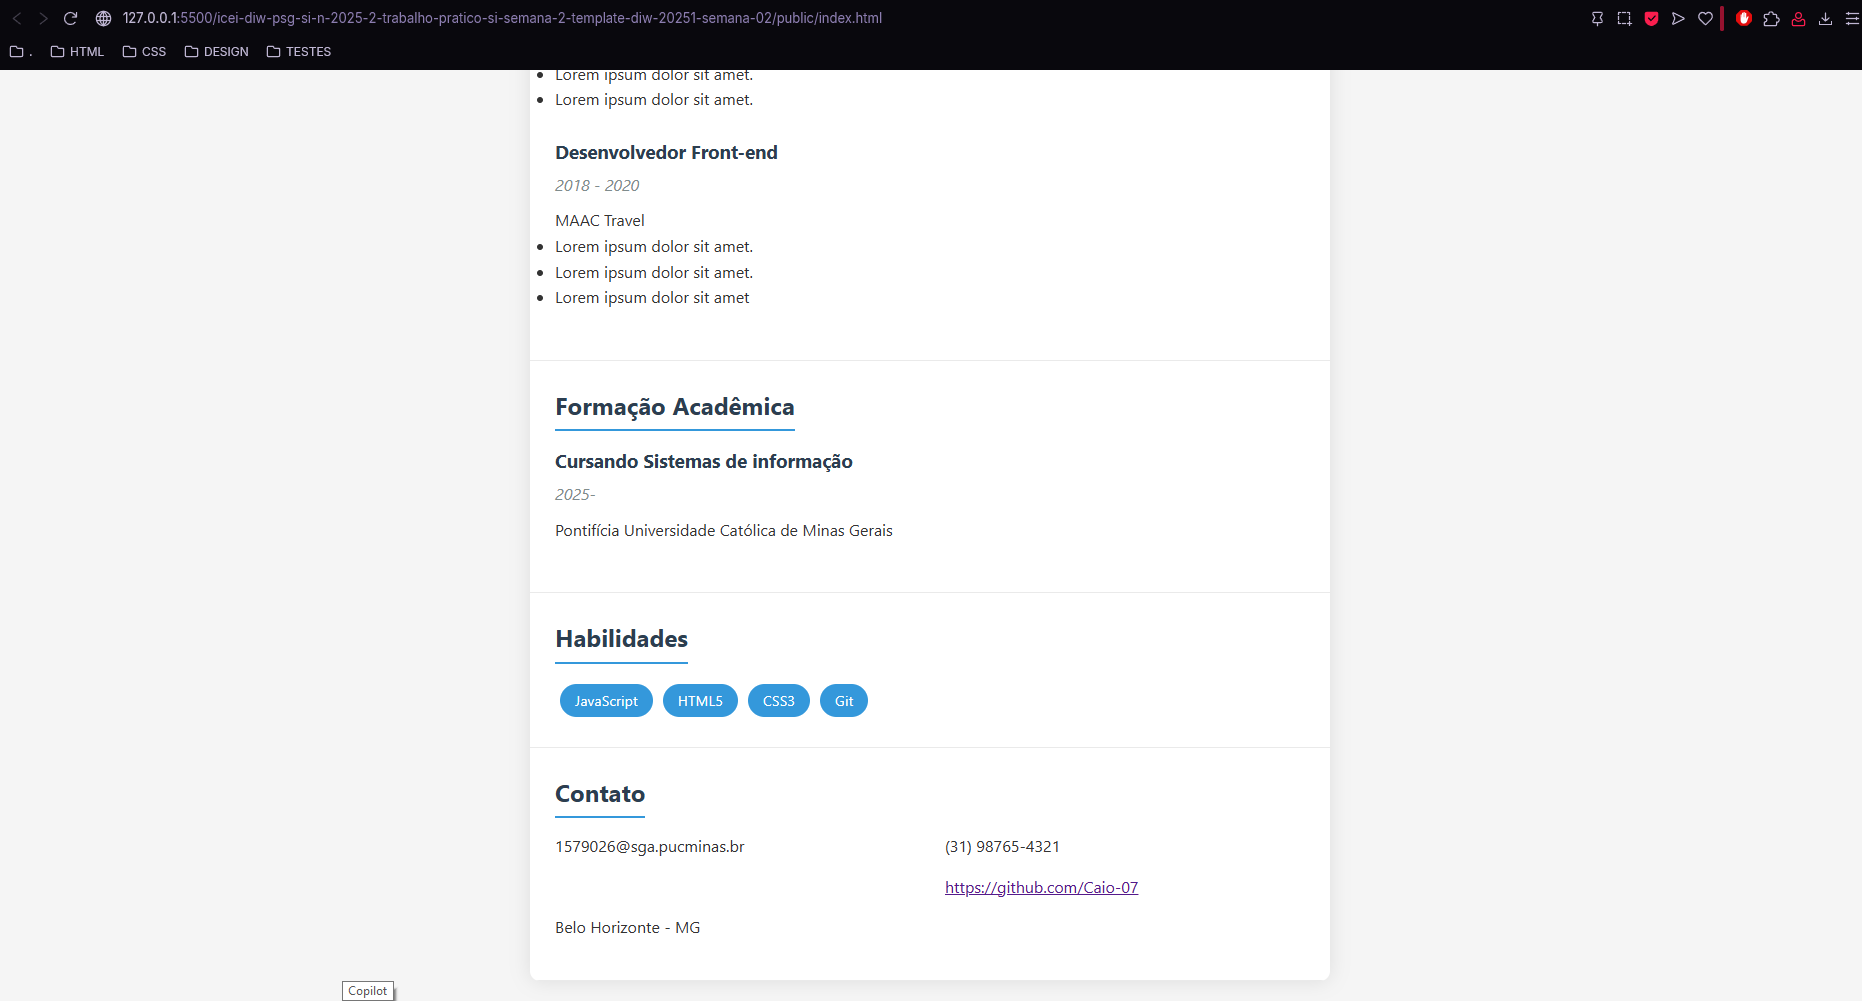 127.0.0.1:5500/icei-diw-psg-si-n-2025-2-trabalho-pratico-si-semana-2-template-diw-20251-semana-02/public/index.html
. HTML CSS DESIGN TESTES
Lorem ipsum dolor sit amet.
Lorem ipsum dolor sit amet.
Desenvolvedor Front-end
2018 - 2020
MAAC Travel
Lorem ipsum dolor sit amet.
Lorem ipsum dolor sit amet.
Lorem ipsum dolor sit amet
Formação Acadêmica
Cursando Sistemas de informação
2025-
Pontifícia Universidade Católica de Minas Gerais
Habilidades
JavaScript HTML5 CSS3 Git
Contato
1579026@sga.pucminas.br (31) 98765-4321
https://github.com/Caio-07
Belo Horizonte - MG
Copilot